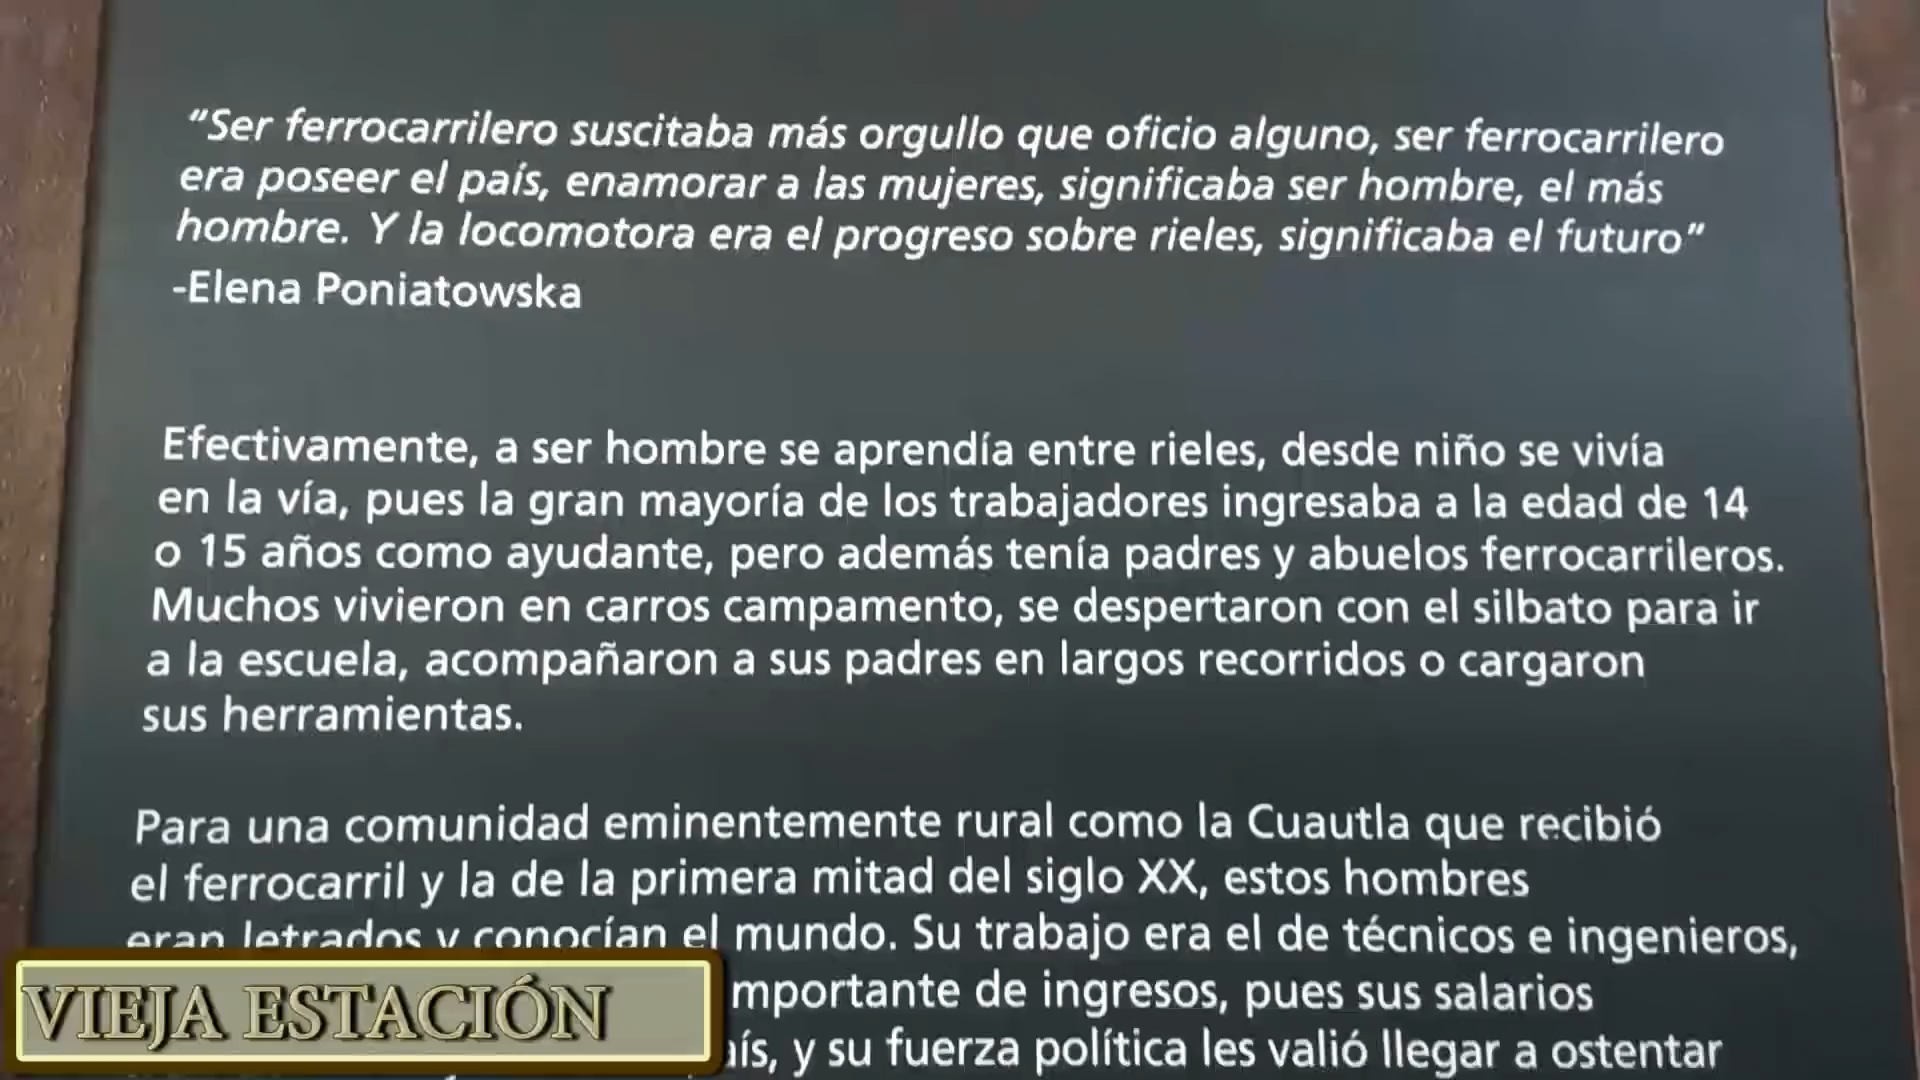 “Ser ferrocarrilero suscitaba más orgullo que oficio alguno, ser ferrocarrilero
era poseer el país, enamorar a las mujeres, significaba ser hombre, el más
hombre. Y la locomotora era el progreso sobre rieles, significaba el futuro”
-Elena Poniatowska
Efectivamente, a ser hombre se aprendía entre rieles, desde niño se vivía
en la vía, pues la gran mayoría de los trabajadores ingresaba a la edad de 14
o 15 años como ayudante, pero además tenía padres y abuelos ferrocarrileros.
Muchos vivieron en carros campamento, se despertaron con el silbato para ir
a la escuela, acompañaron a sus padres en largos recorridos o cargaron
sus herramientas.
Para una comunidad eminentemente rural como la Cuautla que recibió
el ferrocarril y la de la primera mitad del siglo XX, estos hombres
eran letrados y conocían el mundo. Su trabajo era el de técnicos e ingenieros,
mportante de ingresos, pues sus salarios
aís, y su fuerza política les valió llegar a ostentar
VIEJA ESTACIÓN